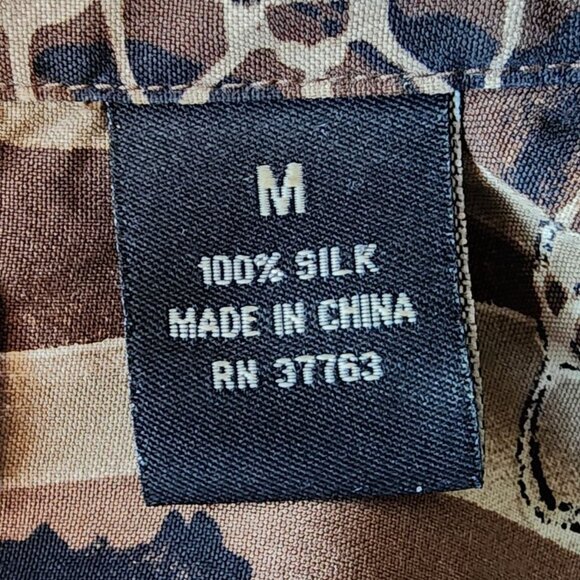 M
100% SILK
MADE IN CHINA
RN 37763